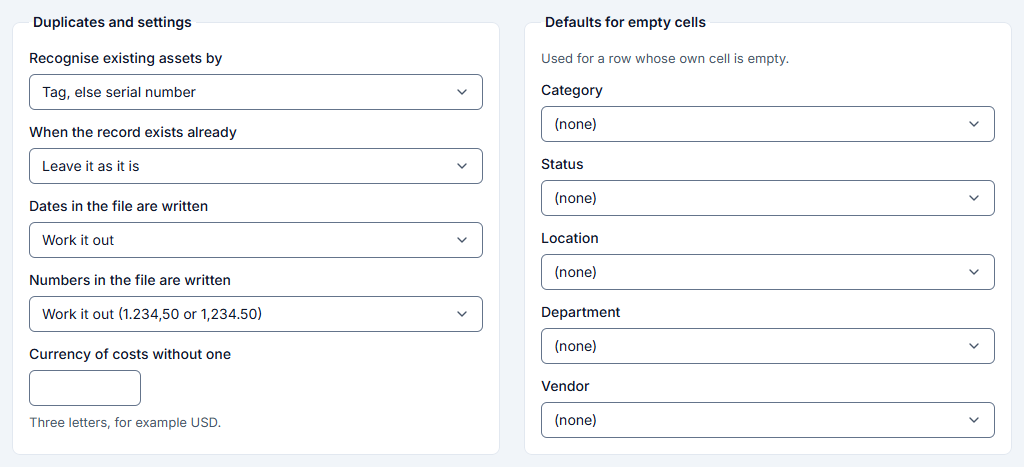 Duplicates and settings
Recognise existing assets by
Tag, else serial number
When the record exists already
Leave it as it is
Dates in the file are written
Work it out
Numbers in the file are written
Work it out (1.234,50 or 1,234.50)
Currency of costs without one
Three letters, for example USD.
Defaults for empty cells
Used for a row whose own cell is empty.
Category
(none)
Status
(none)
Location
(none)
Department
(none)
Vendor
(none)